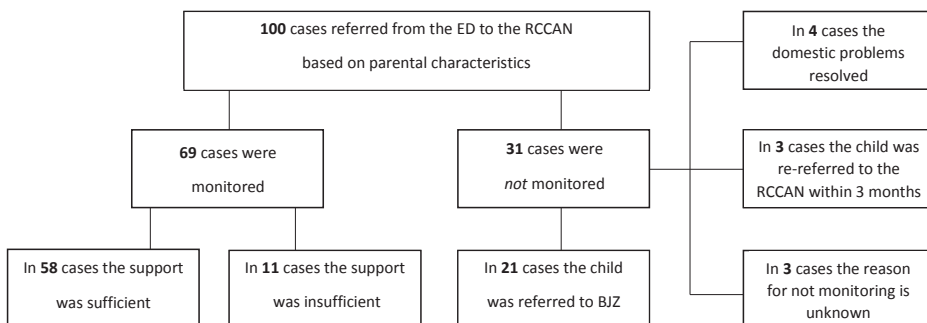 100 cases referred from the ED to the RCCAN
based on parental characteristics
In 4 cases the
domestic problems
resolved
69 cases were
monitored
31 cases were
not monitored
In 3 cases the child was
re-referred to the
RCCAN within 3 months
In 58 cases the support
was sufficient
In 11 cases the support
was insufficient
In 21 cases the child
was referred to BJZ
In 3 cases the reason
for not monitoring is
unknown